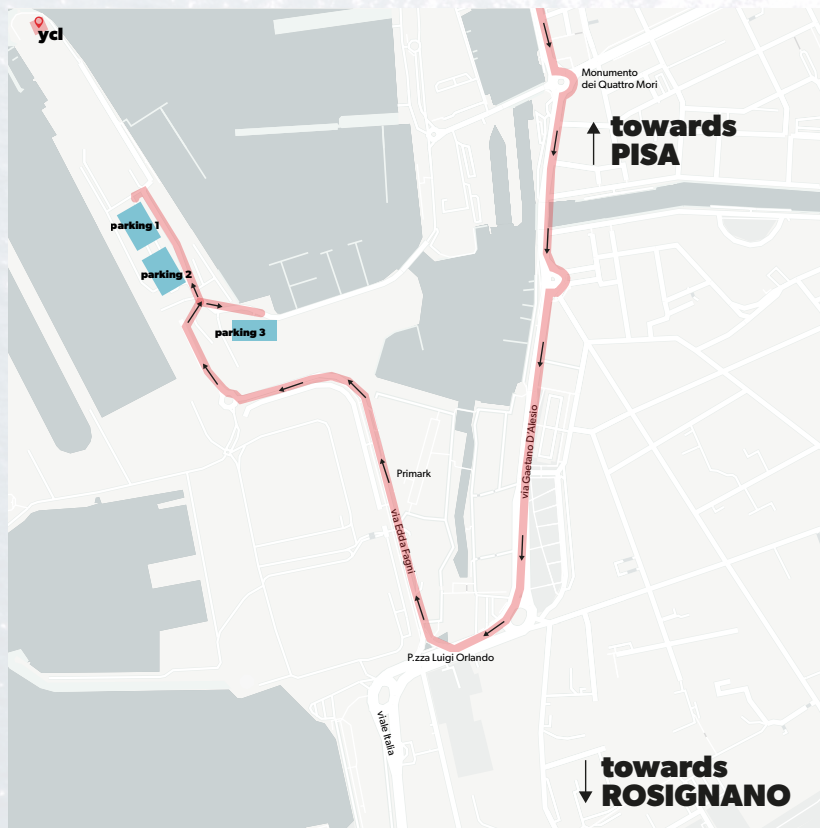 ycl
Monumento
dei Quattro Mori
towards
PISA
parking 1
parking 2
parking 3
via Gaetano D'Alesio
Primark
via Edda Fagni
P.zza Luigi Orlando
viale Italia
towards
ROSIGNANO